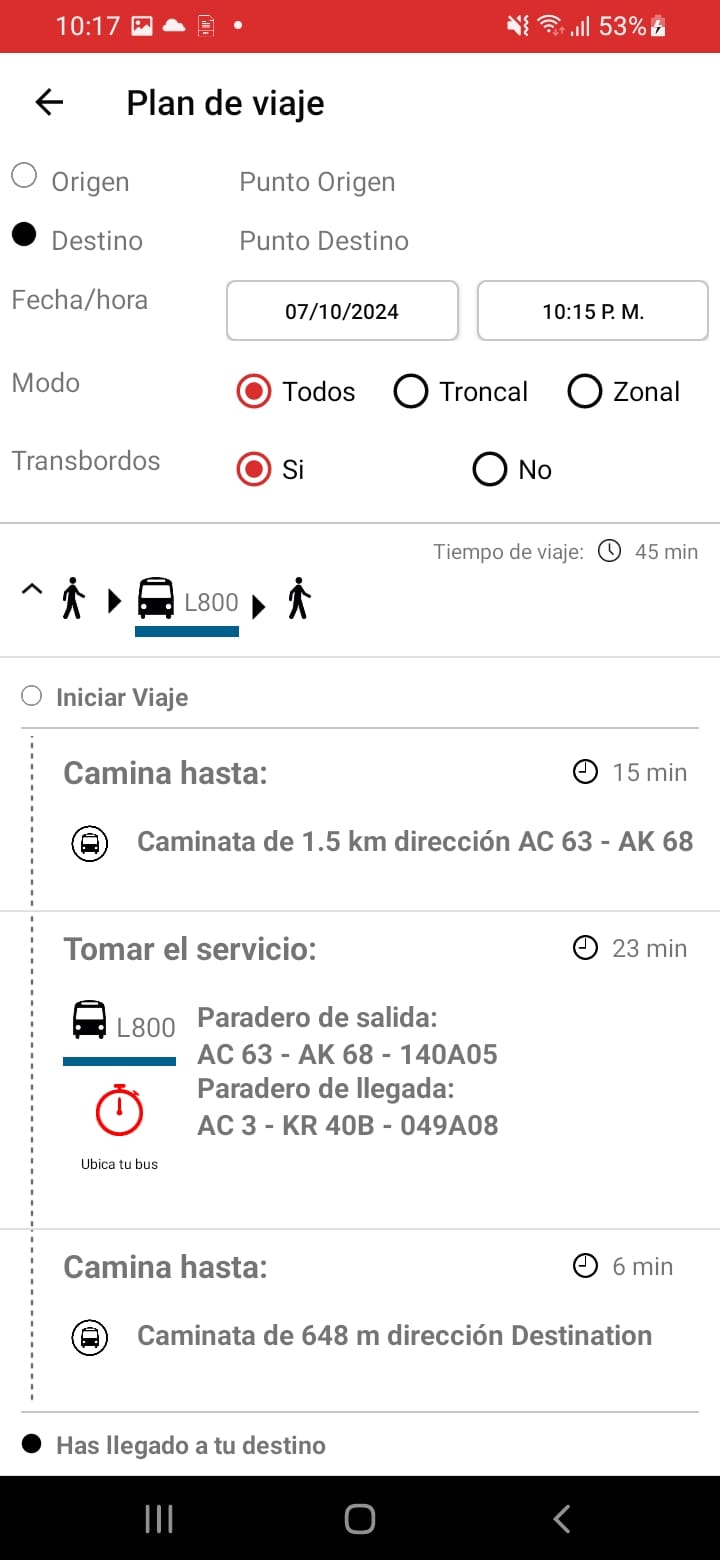 10:17 53%
Plan de viaje
Origen Punto Origen
Destino Punto Destino
Fecha/hora 07/10/2024 10:15 P. M.
Modo Todos Troncal Zonal
Transbordos Si No
Tiempo de viaje: 45 min
L800
Iniciar Viaje
Camina hasta: 15 min
Caminata de 1.5 km dirección AC 63 - AK 68
Tomar el servicio: 23 min
L800 Paradero de salida:
AC 63 - AK 68 - 140A05
Paradero de llegada:
AC 3 - KR 40B - 049A08
Ubica tu bus
Camina hasta: 6 min
Caminata de 648 m dirección Destination
Has llegado a tu destino